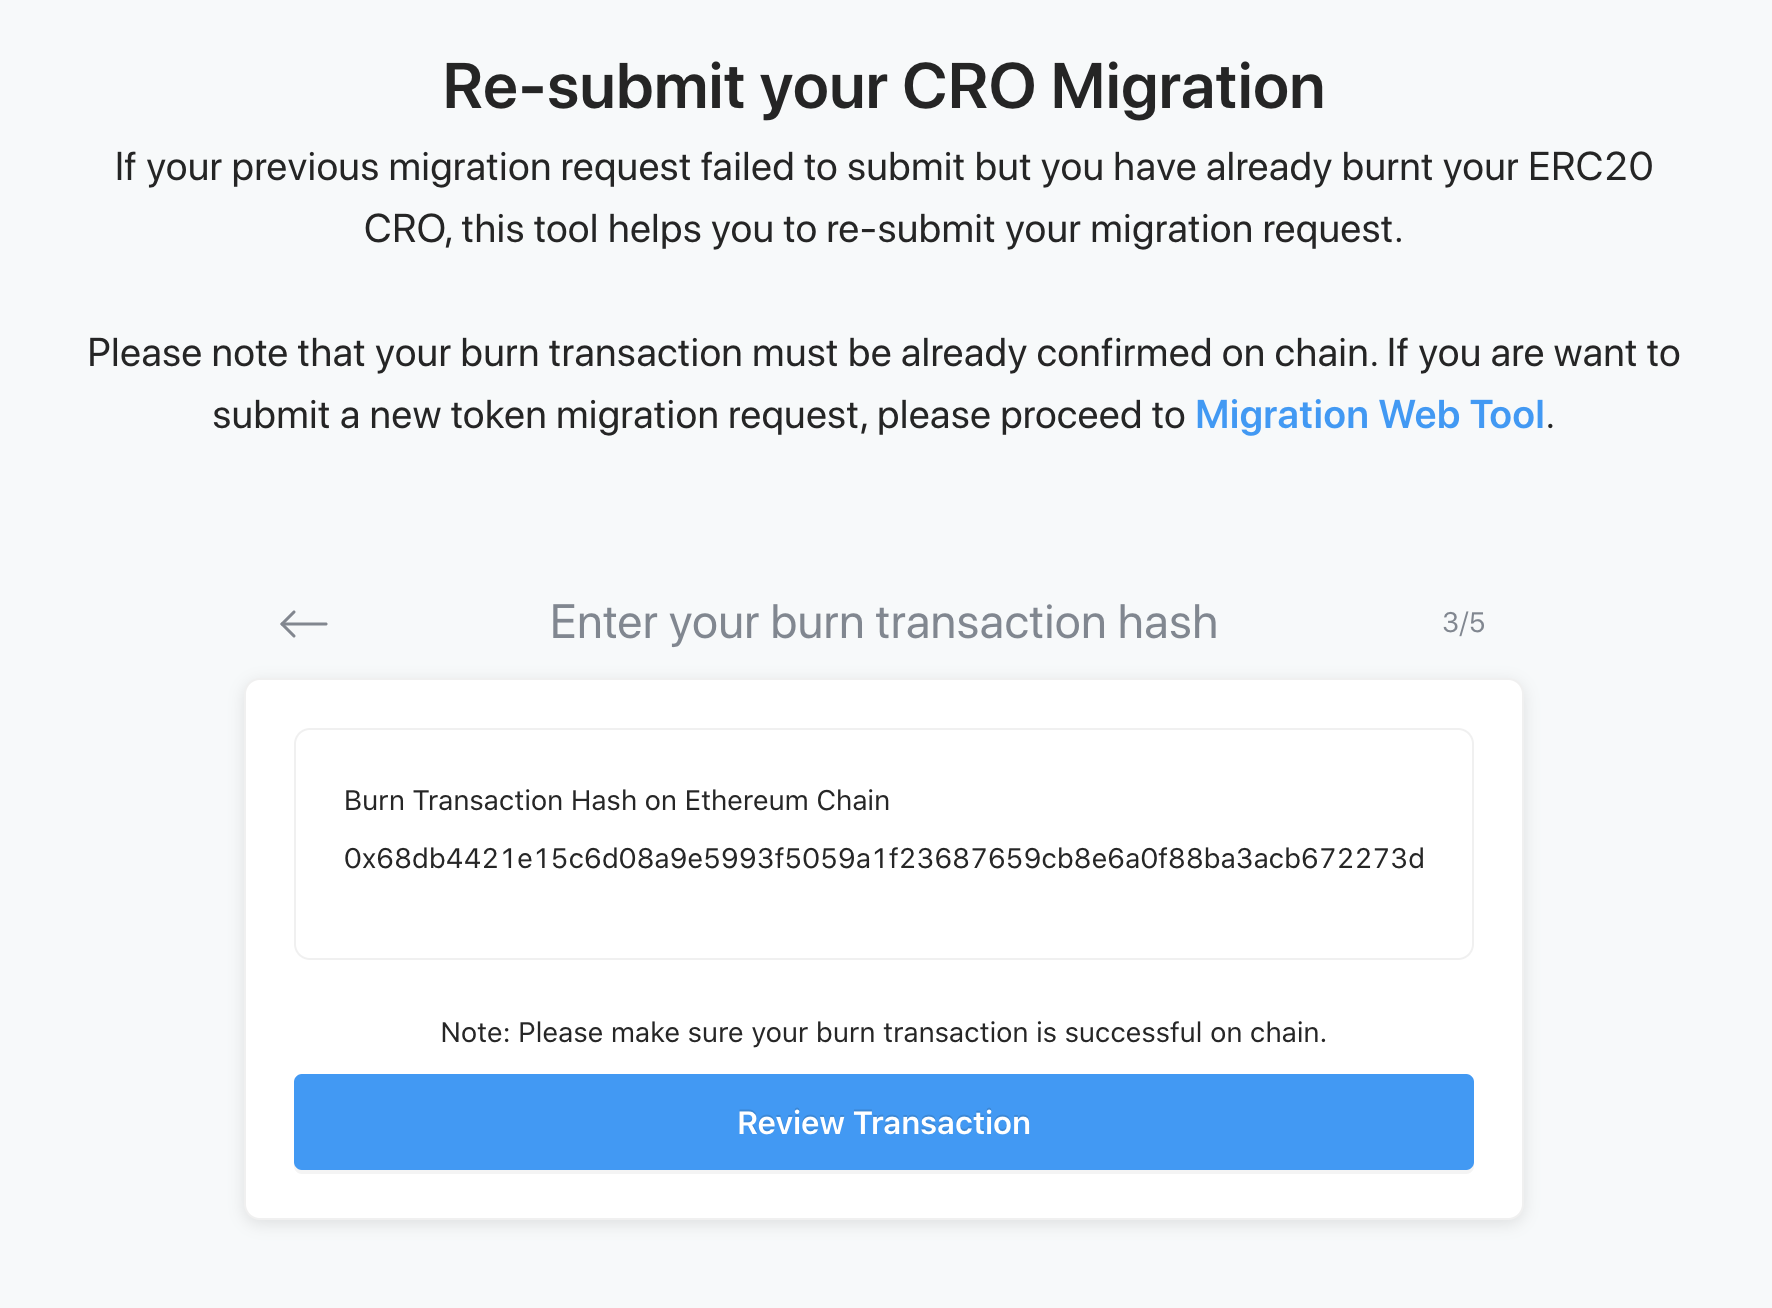 Re-submit your CRO Migration
If your previous migration request failed to submit but you have already burnt your ERC20
CRO, this tool helps you to re-submit your migration request.
Please note that your burn transaction must be already confirmed on chain. If you are want to
submit a new token migration request, please proceed to Migration Web Tool.
Enter your burn transaction hash
3/5
Burn Transaction Hash on Ethereum Chain
0x68db4421e15c6d08a9e5993f5059a1f23687659cb8e6a0f88ba3acb672273d
Note: Please make sure your burn transaction is successful on chain.
Review Transaction